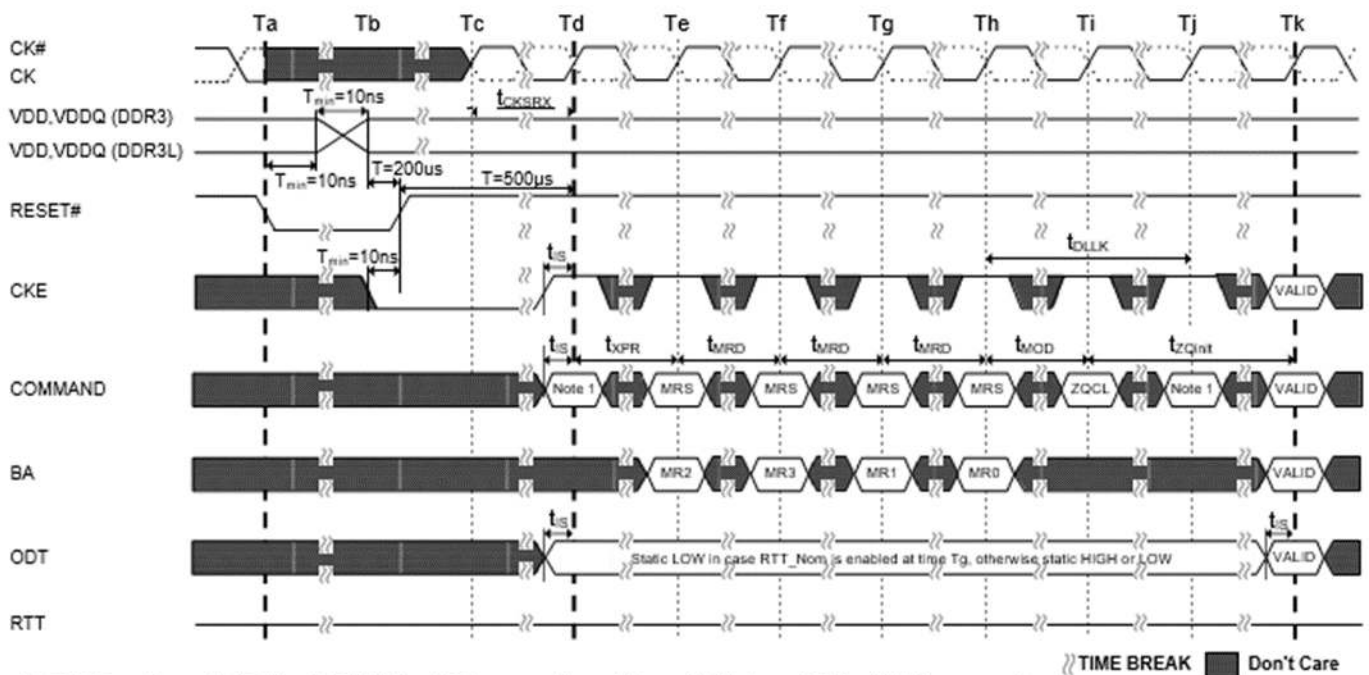 Ta Tb Tc Td Te Tf Tg Th Ti Tj Tk
CK#
CK
Tmin=10ns
tCKSRX
VDD,VDDQ (DDR3)
VDD,VDDQ (DDR3L)
Tmin=10ns
T=200us
T=500µs
RESET#
Tmin=10ns
tIS
tDLLK
CKE
VALID
tIS tXPR tMRD tMRD tMRD tMOD tZQinit
COMMAND Note 1 MRS MRS MRS MRS ZQCL Note 1 VALID
BA MR2 MR3 MR1 MR0 VALID
tIS tIS
ODT Static LOW in case RTT_Nom is enabled at time Tg, otherwise static HIGH or LOW VALID
RTT
TIME BREAK Don't Care